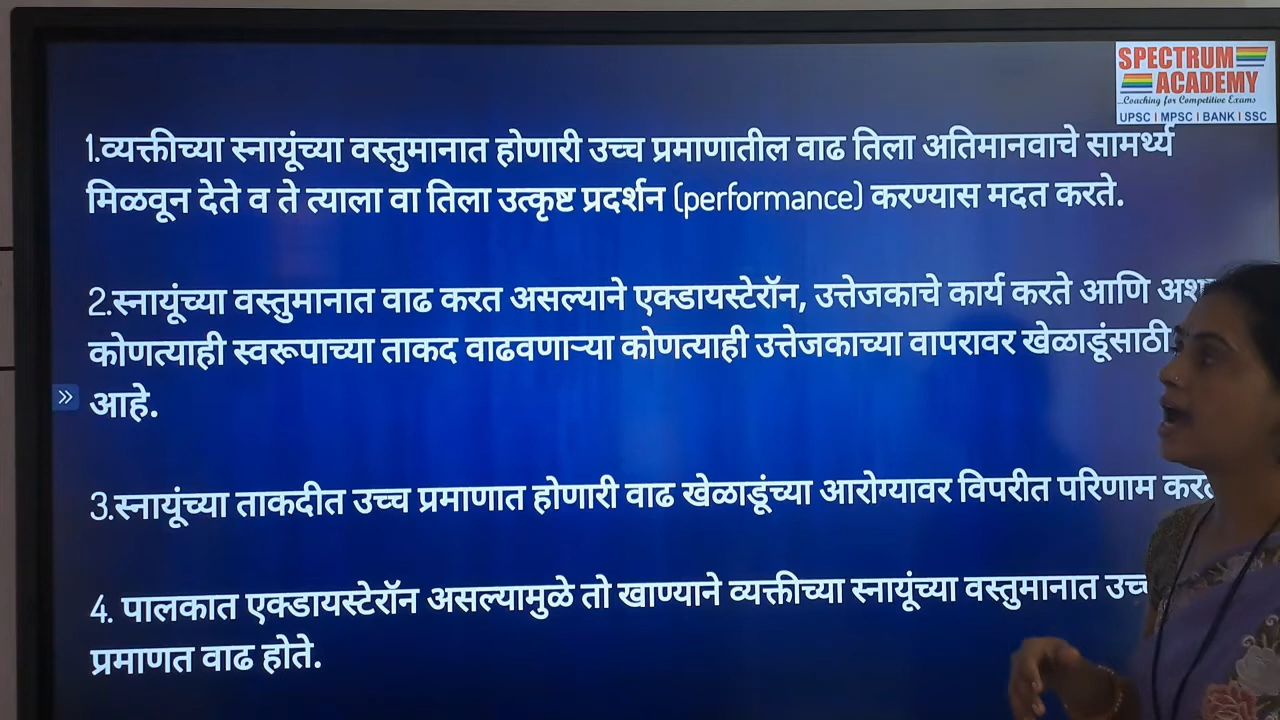 SPECTRUM
ACADEMY
...Coaching for Competitive Exams
UPSC | MPSC | BANK | SSC
1.व्यक्तीच्या स्नायूंच्या वस्तुमानात होणारी उच्च प्रमाणातील वाढ तिला अतिमानवाचे सामर्थ्य
मिळवून देते व ते त्याला वा तिला उत्कृष्ट प्रदर्शन (performance) करण्यास मदत करते.
2.स्नायूंच्या वस्तुमानात वाढ करत असल्याने एक्डायस्टेरॉन, उत्तेजकाचे कार्य करते आणि
कोणत्याही स्वरूपाच्या ताकद वाढवणाऱ्या कोणत्याही उत्तेजकाच्या वापरावर खेळाडूंसाठी
आहे.
3.स्नायूंच्या ताकदीत उच्च प्रमाणात होणारी वाढ खेळाडूंच्या आरोग्यावर विपरीत परिणाम
4. पालकात एक्डायस्टेरॉन असल्यामुळे तो खाण्याने व्यक्तीच्या स्नायूंच्या वस्तुमानात
प्रमाणत वाढ होते.